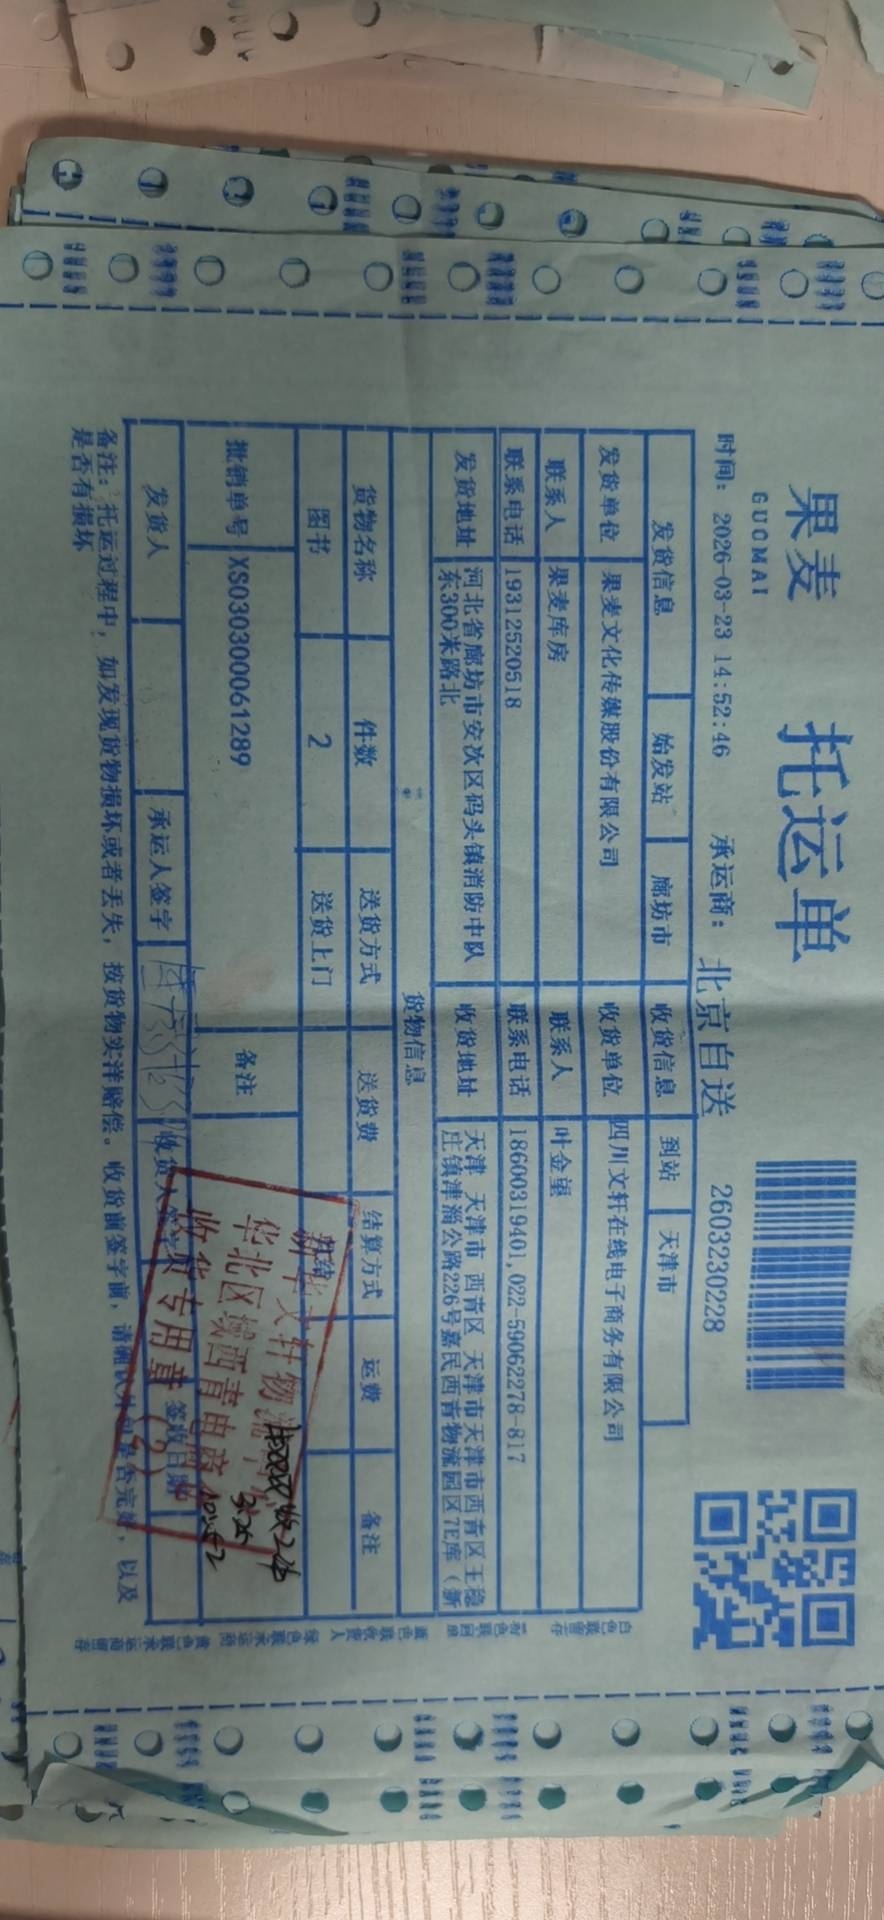 果麦 托运单
GUOMAI
时间: 2026-03-23 14:52:46 承运商: 北京自送 2603230228
发货信息 始发站 廊坊市 收货信息 到站 天津市
发货单位 果麦文化传媒股份有限公司 收货单位 四川文轩在线电子商务有限公司
联系人 果麦库房 联系人 叶金望
联系电话 19312520518 联系电话 18600319401,022-59062278-817
发货地址 河北省廊坊市安次区码头镇消防中队 收货地址 天津 天津市 西青区 天津市天津市西青区王稳
东300米路北 庄镇津淄公路226号嘉民西青物流园区7E库（新
货物信息
货物名称 件数 送货方式 送货费 结算方式 运费 备注
图书 2 送货上门
批销单号 XS0303000061289 备注
发货人 承运人签字 收货人签字 签收日期
备注: 托运过程中, 如发现货物损坏或者丢失, 按货物实洋赔偿。收货前签字前, 请确认外包是否完好, 以及
是否有损坏
新华文轩物流
华北区域西青电商
收货专用章(2)
3.25